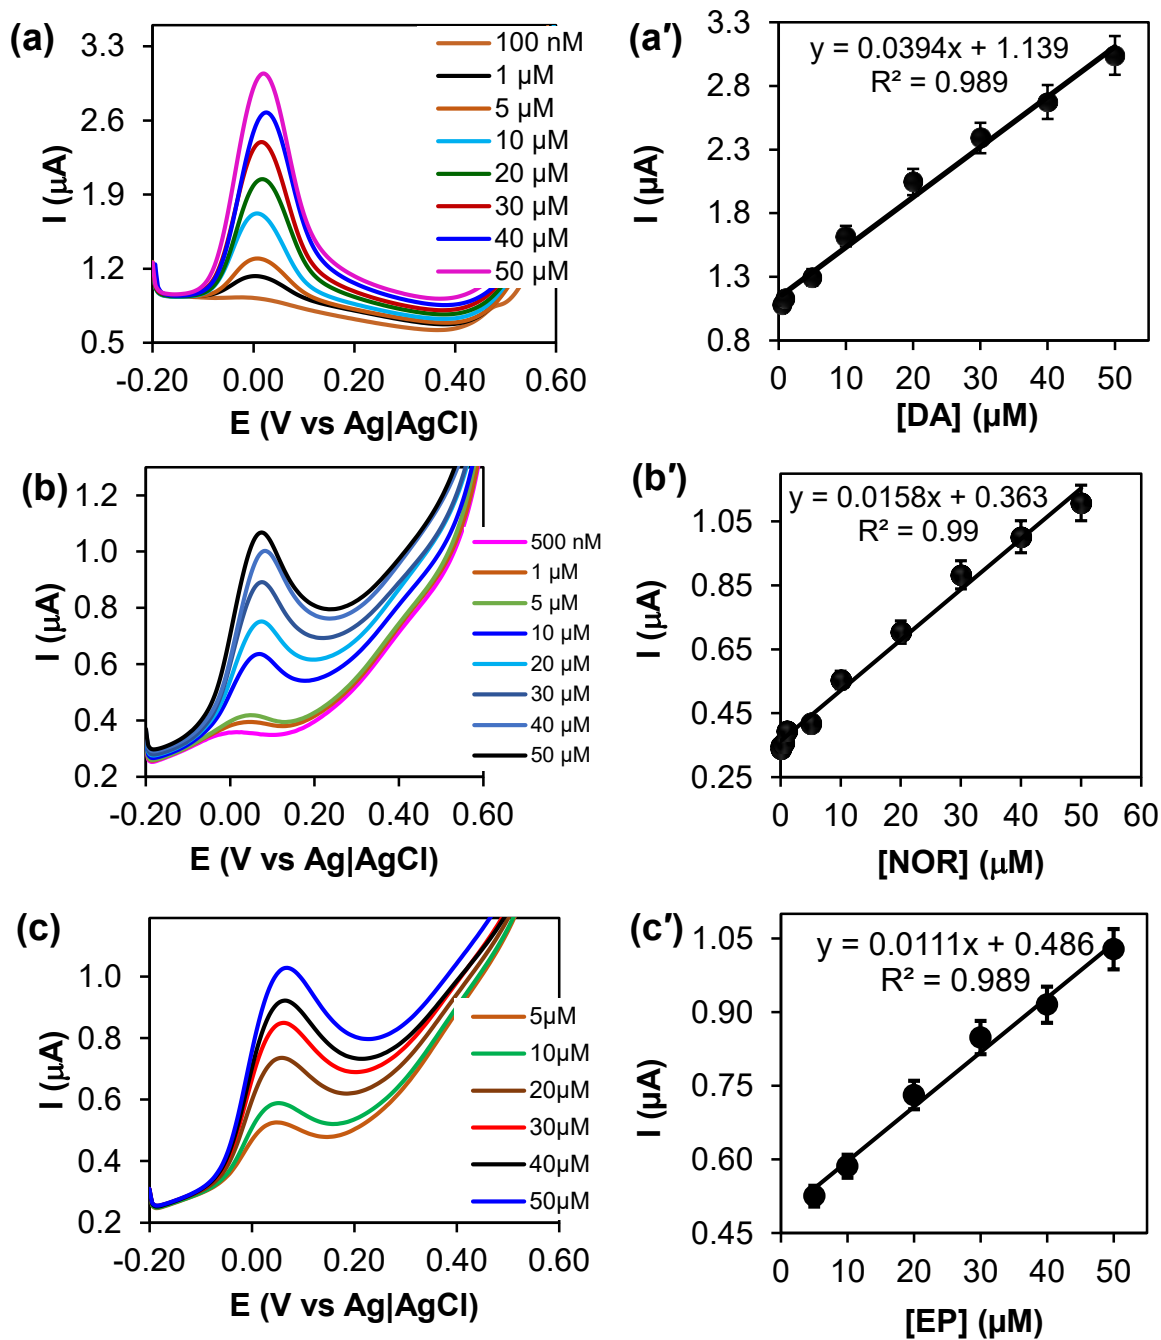 (a)
3.3
2.6
1.9
1.2
0.5
I (μA)
-0.20 0.00 0.20 0.40 0.60
E (V vs Ag|AgCl)
100 nM
1 μM
5 μM
10 μM
20 μM
30 μM
40 μM
50 μM
(a′)
y = 0.0394x + 1.139
R² = 0.989
3.3
2.8
2.3
1.8
1.3
0.8
I (μA)
0 10 20 30 40 50
[DA] (μM)
(b)
1.2
1.0
0.8
0.6
0.4
0.2
I (μA)
-0.20 0.00 0.20 0.40 0.60
E (V vs Ag|AgCl)
500 nM
1 μM
5 μM
10 μM
20 μM
30 μM
40 μM
50 μM
(b′)
y = 0.0158x + 0.363
R² = 0.99
1.05
0.85
0.65
0.45
0.25
I (μA)
0 10 20 30 40 50 60
[NOR] (μM)
(c)
1.0
0.8
0.6
0.4
0.2
I (μA)
-0.20 0.00 0.20 0.40 0.60
E (V vs Ag|AgCl)
5μM
10μM
20μM
30μM
40μM
50μM
(c′)
y = 0.0111x + 0.486
R² = 0.989
1.05
0.90
0.75
0.60
0.45
I (μA)
0 10 20 30 40 50
[EP] (μM)